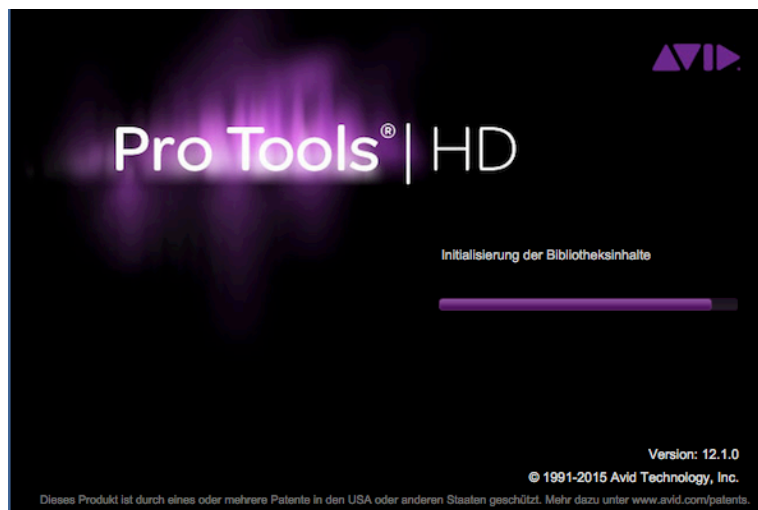 AVID
Pro Tools® | HD
Initialisierung der Bibliotheksinhalte
Version: 12.1.0
© 1991-2015 Avid Technology, Inc.
Dieses Produkt ist durch eines oder mehrere Patente in den USA oder anderen Staaten geschützt. Mehr dazu unter www.avid.com/patents.